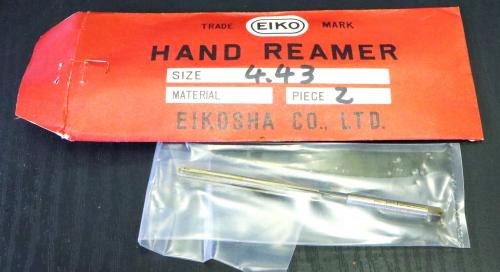 TRADE EIKO MARK
HAND REAMER
SIZE 4.43
MATERIAL PIECE 2
EIKOSHA CO., LTD.